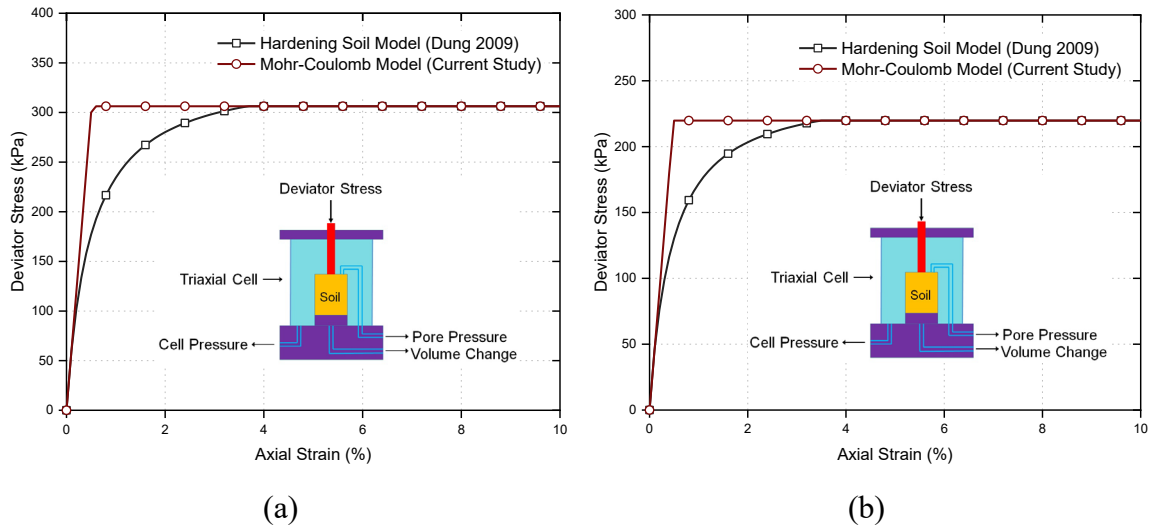 400
350
300
250
200
150
100
50
0
Deviator Stress (kPa)
Hardening Soil Model (Dung 2009)
Mohr-Coulomb Model (Current Study)
Deviator Stress
Triaxial Cell
Soil
Cell Pressure
Pore Pressure
Volume Change
0 2 4 6 8 10
Axial Strain (%)
(a)
300
250
200
150
100
50
0
Deviator Stress (kPa)
Hardening Soil Model (Dung 2009)
Mohr-Coulomb Model (Current Study)
Deviator Stress
Triaxial Cell
Soil
Cell Pressure
Pore Pressure
Volume Change
0 2 4 6 8 10
Axial Strain (%)
(b)